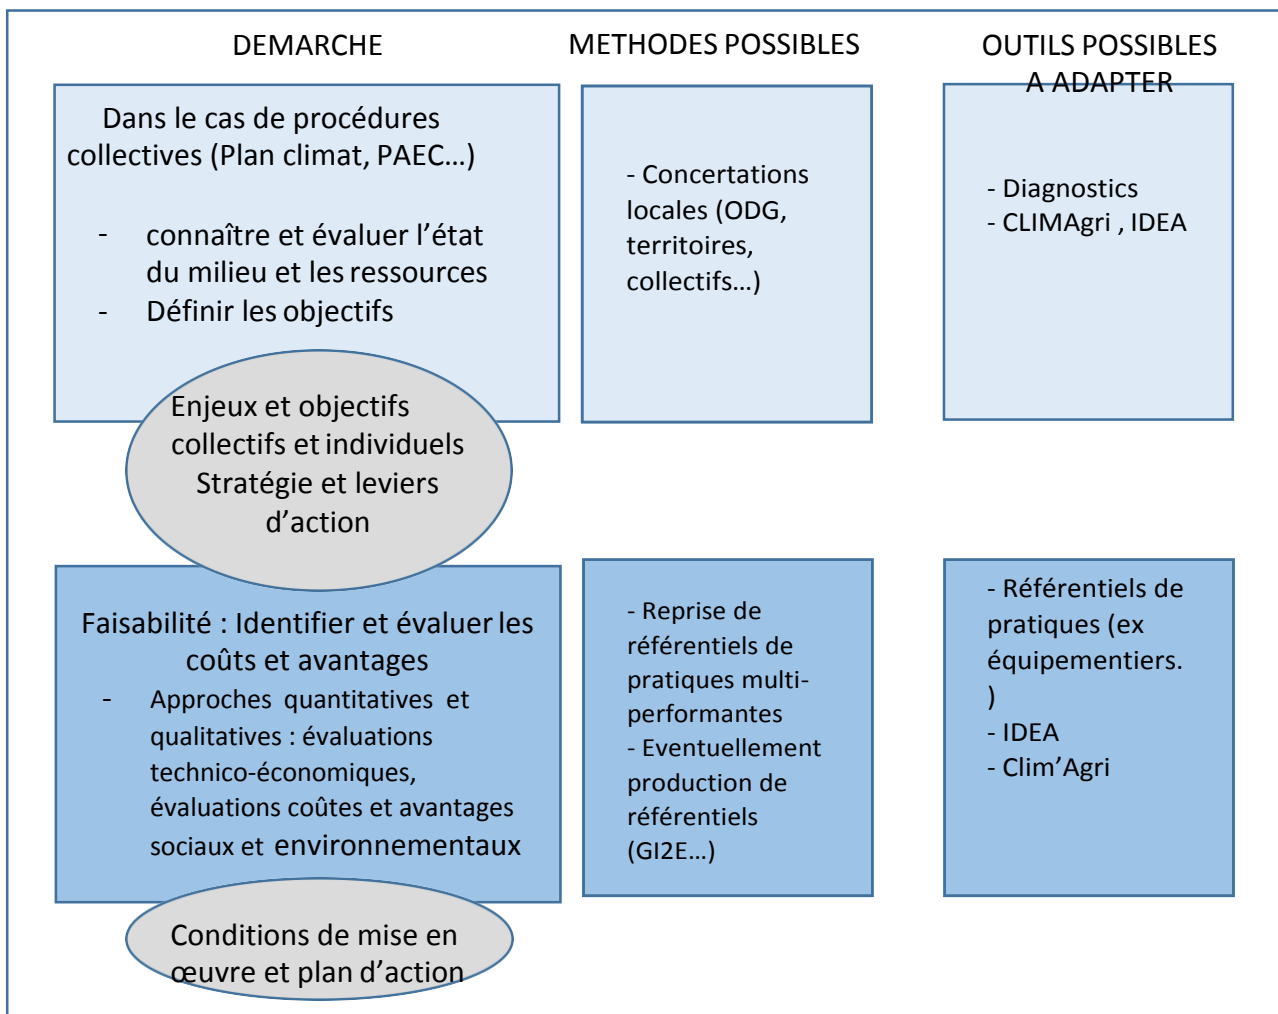 DEMARCHE
METHODES POSSIBLES
OUTILS POSSIBLES
A ADAPTER
Dans le cas de procédures
collectives (Plan climat, PAEC…)
- connaître et évaluer l’état
du milieu et les ressources
- Définir les objectifs
- Concertations
locales (ODG,
territoires,
collectifs…)
- Diagnostics
- CLIMAgri , IDEA
Enjeux et objectifs
collectifs et individuels
Stratégie et leviers
d’action
Faisabilité : Identifier et évaluer les
coûts et avantages
- Approches quantitatives et
qualitatives : évaluations
technico-économiques,
évaluations coûtes et avantages
sociaux et environnementaux
- Reprise de
référentiels de
pratiques multi-
performantes
- Eventuellement
production de
référentiels
(GI2E…)
- Référentiels de
pratiques (ex
équipementiers.
)
- IDEA
- Clim’Agri
Conditions de mise en
œuvre et plan d’action